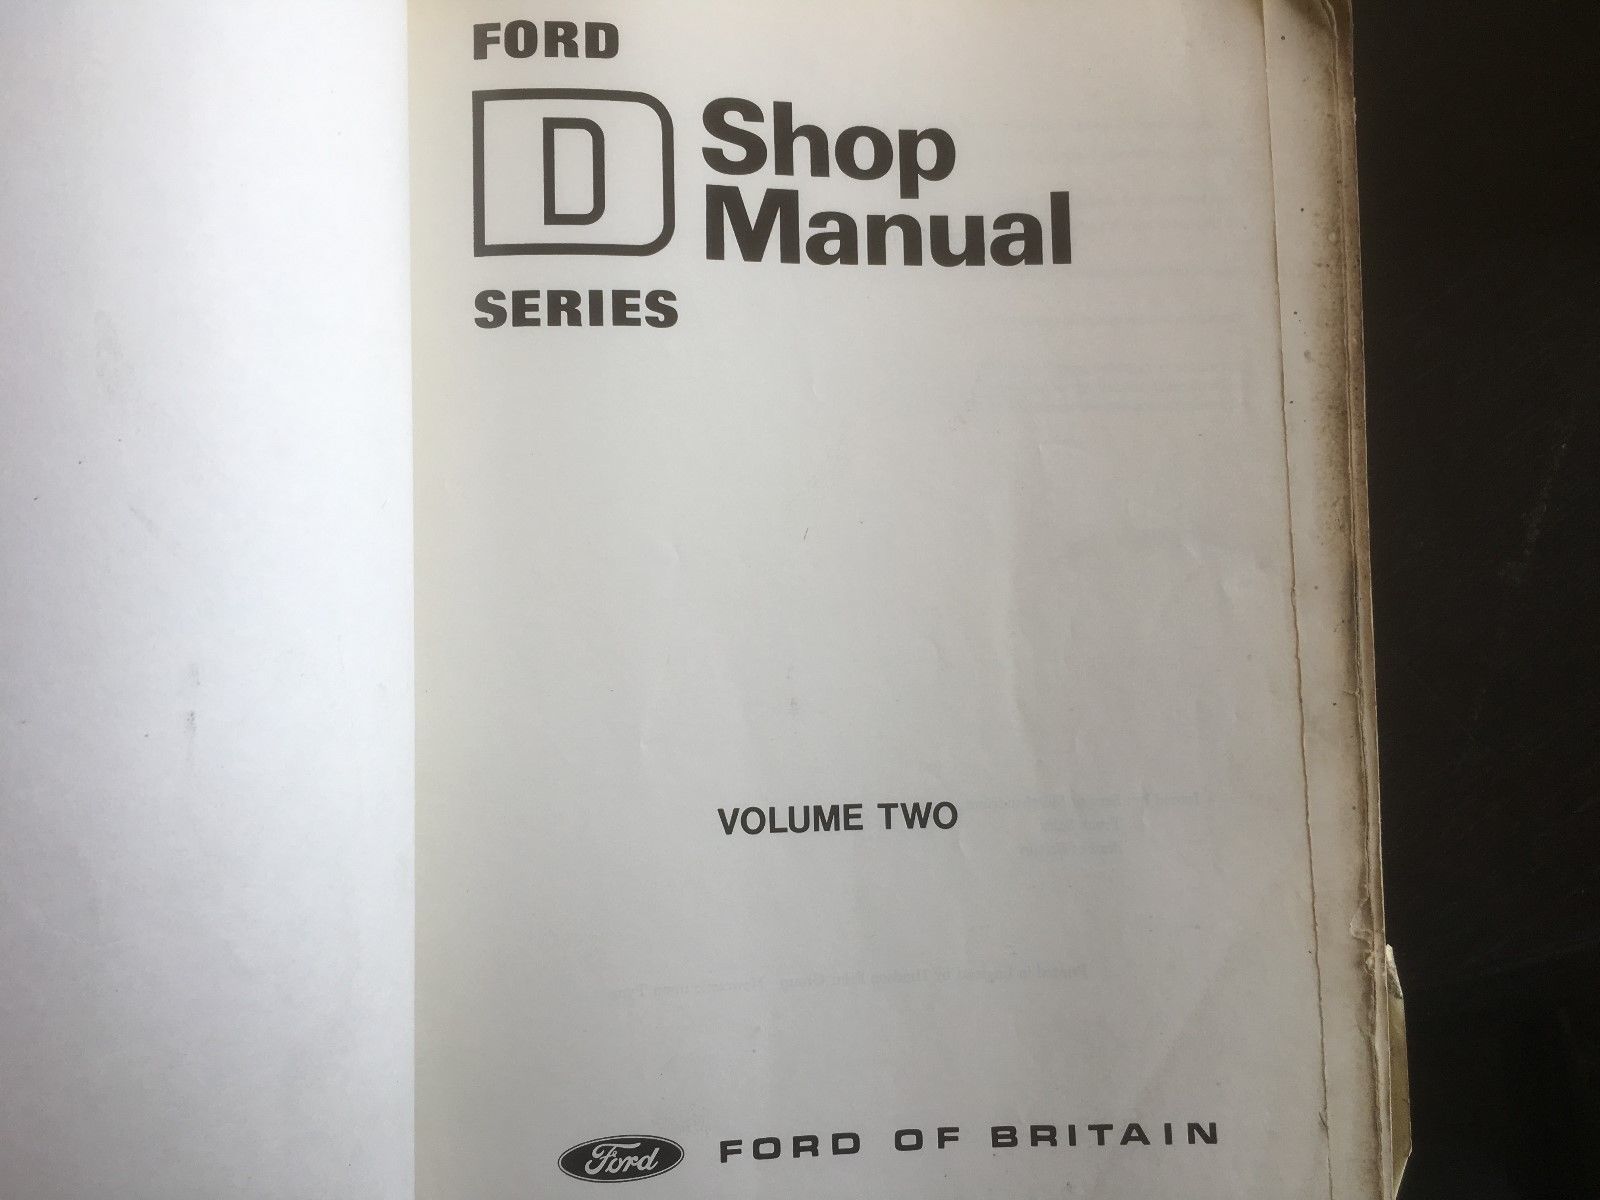 FORD
D
SERIES
Shop
Manual
VOLUME TWO
Ford
FORD OF BRITAIN